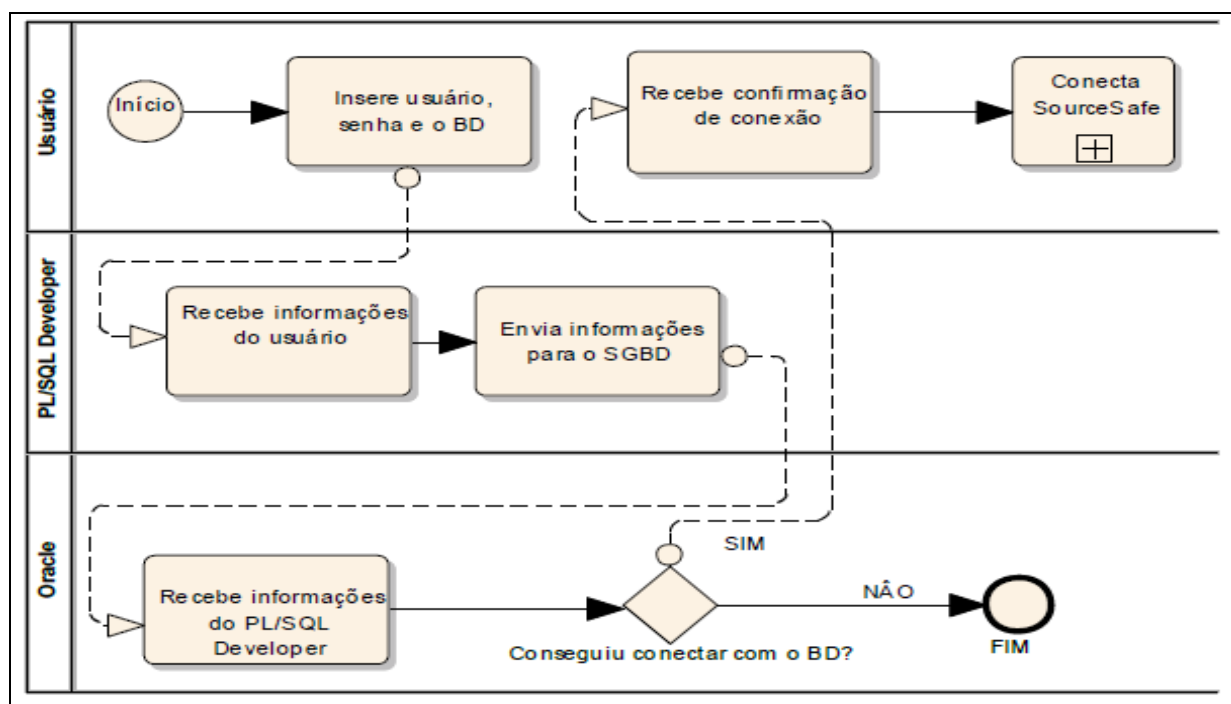 Usuário
Início
Insere usuário,
senha e o BD
Recebe confirmação
de conexão
Conecta
SourceSafe
PL/SQL Developer
Recebe informações
do usuário
Envia informações
para o SGBD
Oracle
Recebe informações
do PL/SQL
Developer
SIM
Conseguiu conectar com o BD?
NÂO
FIM